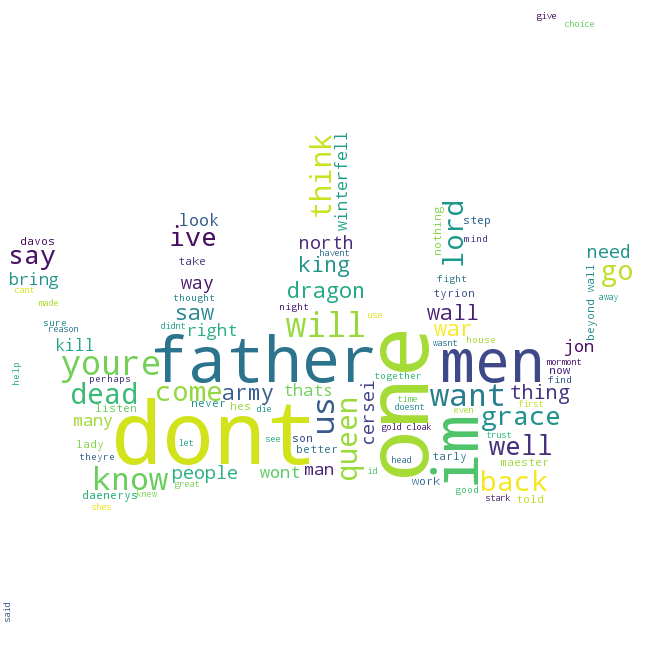 give
choice
think
winterfell
lord
nothing
look
step
ive
davos
north
mind
say
havent
need
take
king
tyrion
bring
way
dragon
fight
go
beyond wall
cant
thought
night
away
made
saw
will
use
wall
sure
didnt
right
war
reason
house
kill
father
one
wasnt
men
jon
youre
mormont
help
now
perhaps
together
find
dead
come
army
thats
cersei
doesnt
want
thing
never
us
queen
time
even
first
listen
hes
die
grace
many
dont
gold cloak
im
trust
lady
let
see
son
well
theyre
better
head
tarly
maester
know
people
wont
man
id
back
great
work
good
told
daenerys
knew
stark
shes
said